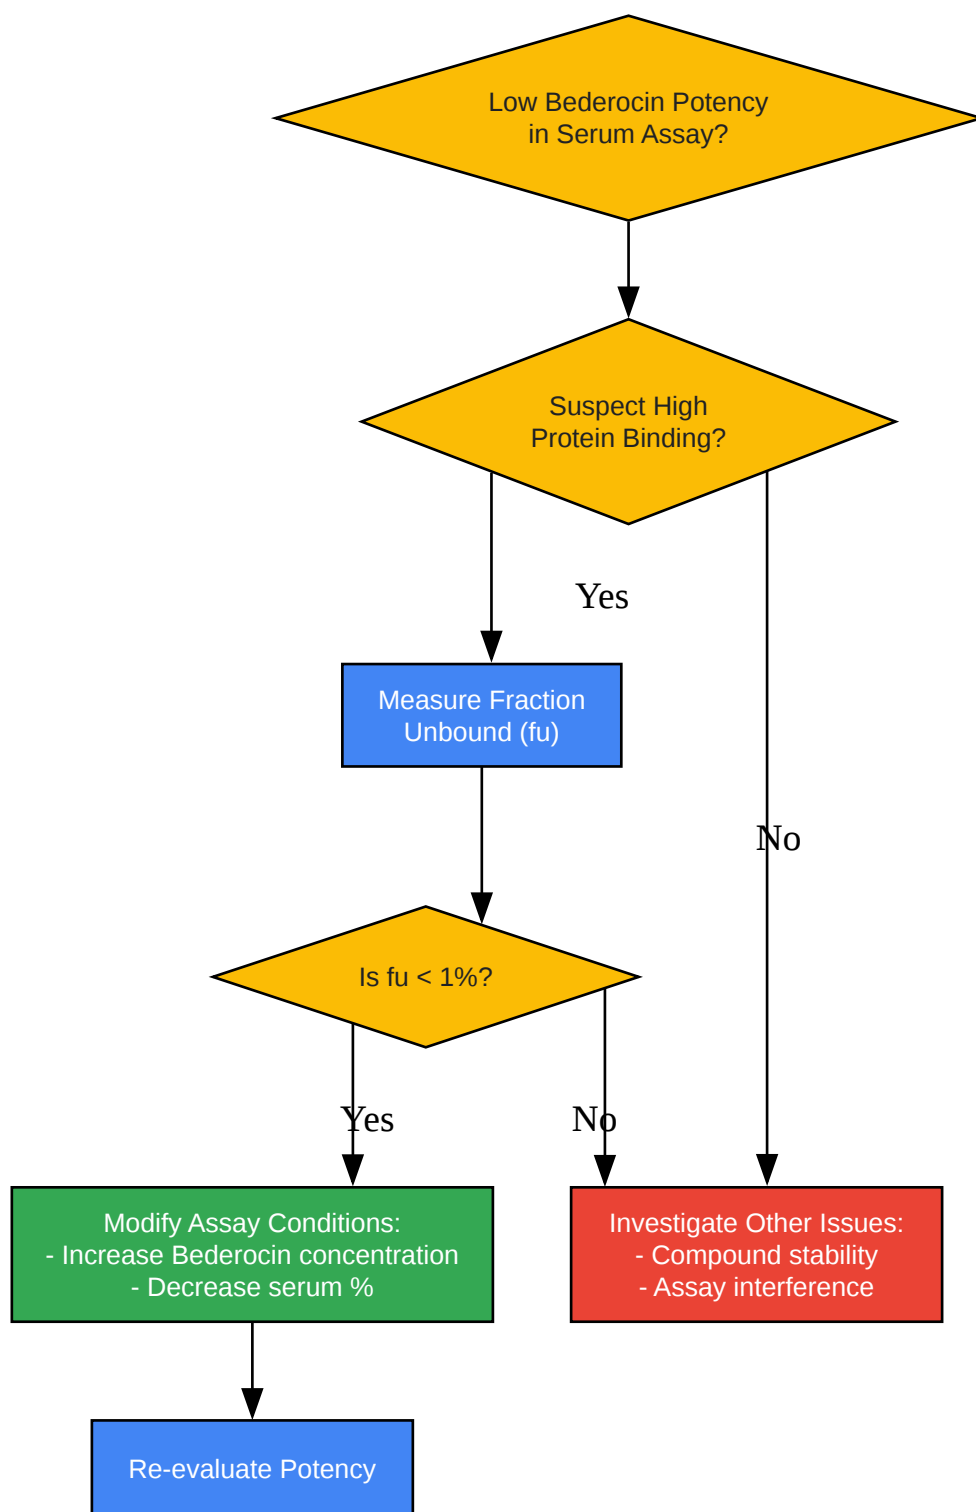 Low Bederocin Potency
in Serum Assay?
Suspect High
Protein Binding?
Yes
Measure Fraction
Unbound (fu)
No
Is fu < 1%?
Yes
No
Modify Assay Conditions:
- Increase Bederocin concentration
- Decrease serum %
Investigate Other Issues:
- Compound stability
- Assay interference
Re-evaluate Potency